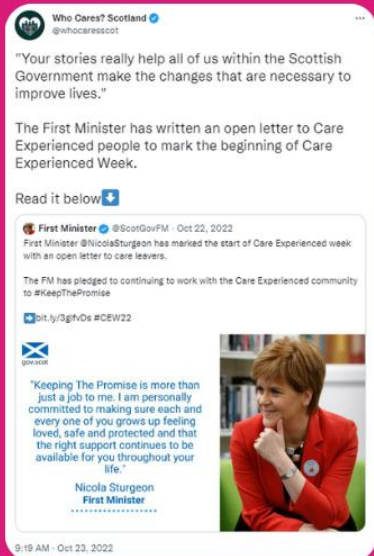 Who Cares? Scotland
@whocaresscot
"Your stories really help all of us within the Scottish
Government make the changes that are necessary to
improve lives."
The First Minister has written an open letter to Care
Experienced people to mark the beginning of Care
Experienced Week.
Read it below⬇️
First Minister @ScotGovFM · Oct 22, 2022
First Minister @NicolaSturgeon has marked the start of Care Experienced week
with an open letter to care leavers.
The FM has pledged to continuing to work with the Care Experienced community
to #KeepThePromise
➡️bit.ly/3glfvDs #CEW22
gov.scot
"Keeping The Promise is more than
just a job to me. I am personally
committed to making sure each and
every one of you grows up feeling
loved, safe and protected and that
the right support continues to be
available for you throughout your
life."
Nicola Sturgeon
First Minister
9:19 AM · Oct 23, 2022